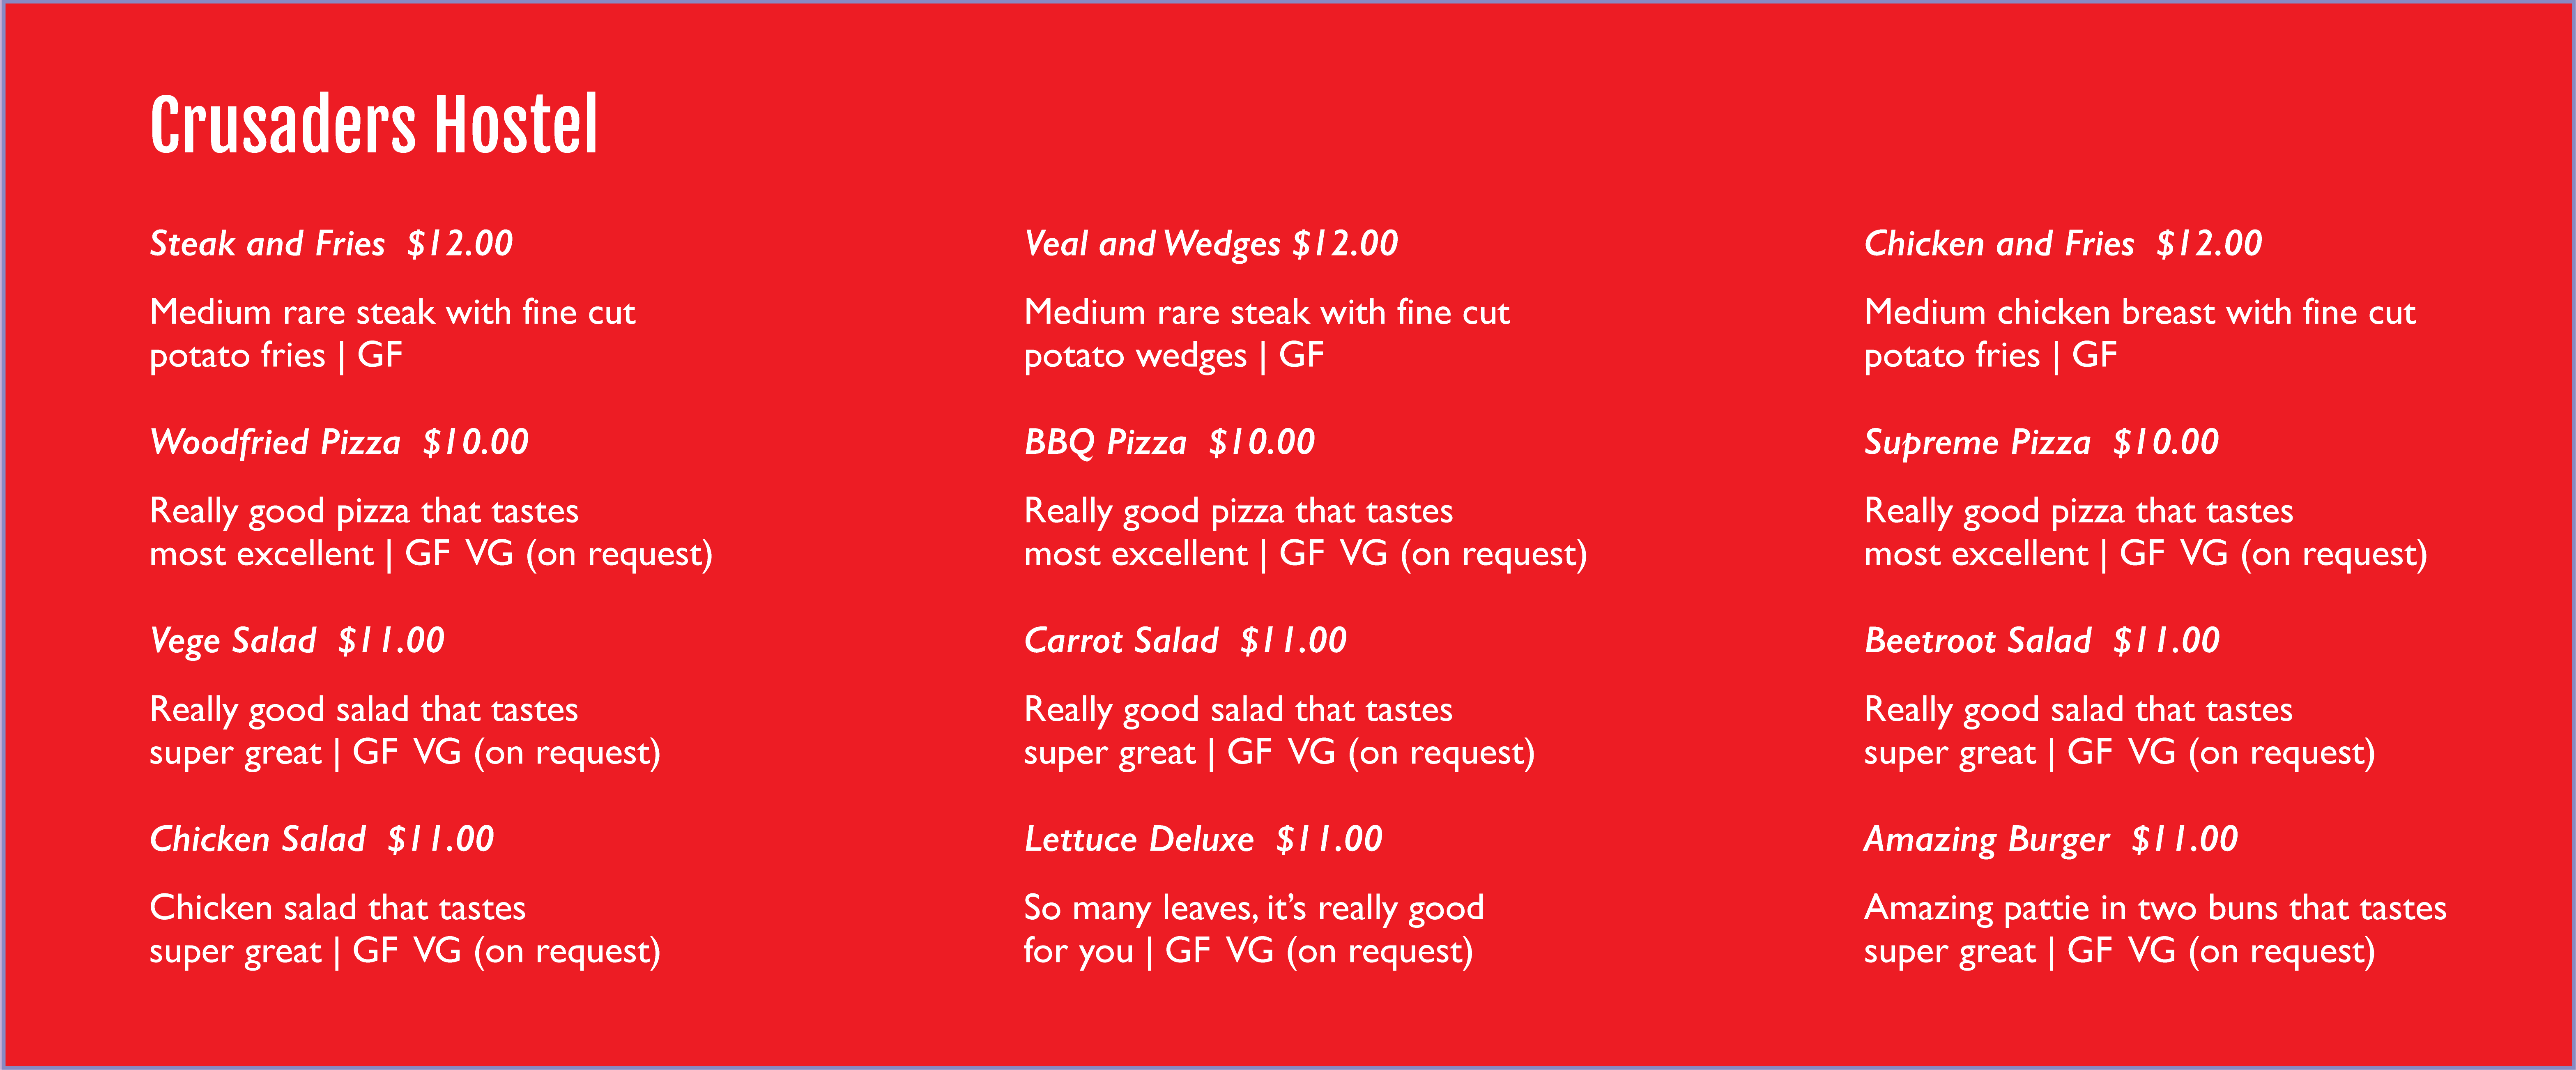 Crusaders Hostel
Steak and Fries  $12.00
Medium rare steak with fine cut
potato fries | GF
Woodfried Pizza  $10.00
Really good pizza that tastes
most excellent | GF  VG (on request)
Vege Salad  $11.00
Really good salad that tastes
super great | GF  VG (on request)
Chicken Salad  $11.00
Chicken salad that tastes
super great | GF  VG (on request)
Veal and Wedges $12.00
Medium rare steak with fine cut
potato wedges | GF
BBQ Pizza  $10.00
Really good pizza that tastes
most excellent | GF  VG (on request)
Carrot Salad  $11.00
Really good salad that tastes
super great | GF  VG (on request)
Lettuce Deluxe  $11.00
So many leaves, it’s really good
for you | GF  VG (on request)
Chicken and Fries  $12.00
Medium chicken breast with fine cut
potato fries | GF
Supreme Pizza  $10.00
Really good pizza that tastes
most excellent | GF  VG (on request)
Beetroot Salad  $11.00
Really good salad that tastes
super great | GF  VG (on request)
Amazing Burger  $11.00
Amazing pattie in two buns that tastes
super great | GF  VG (on request)